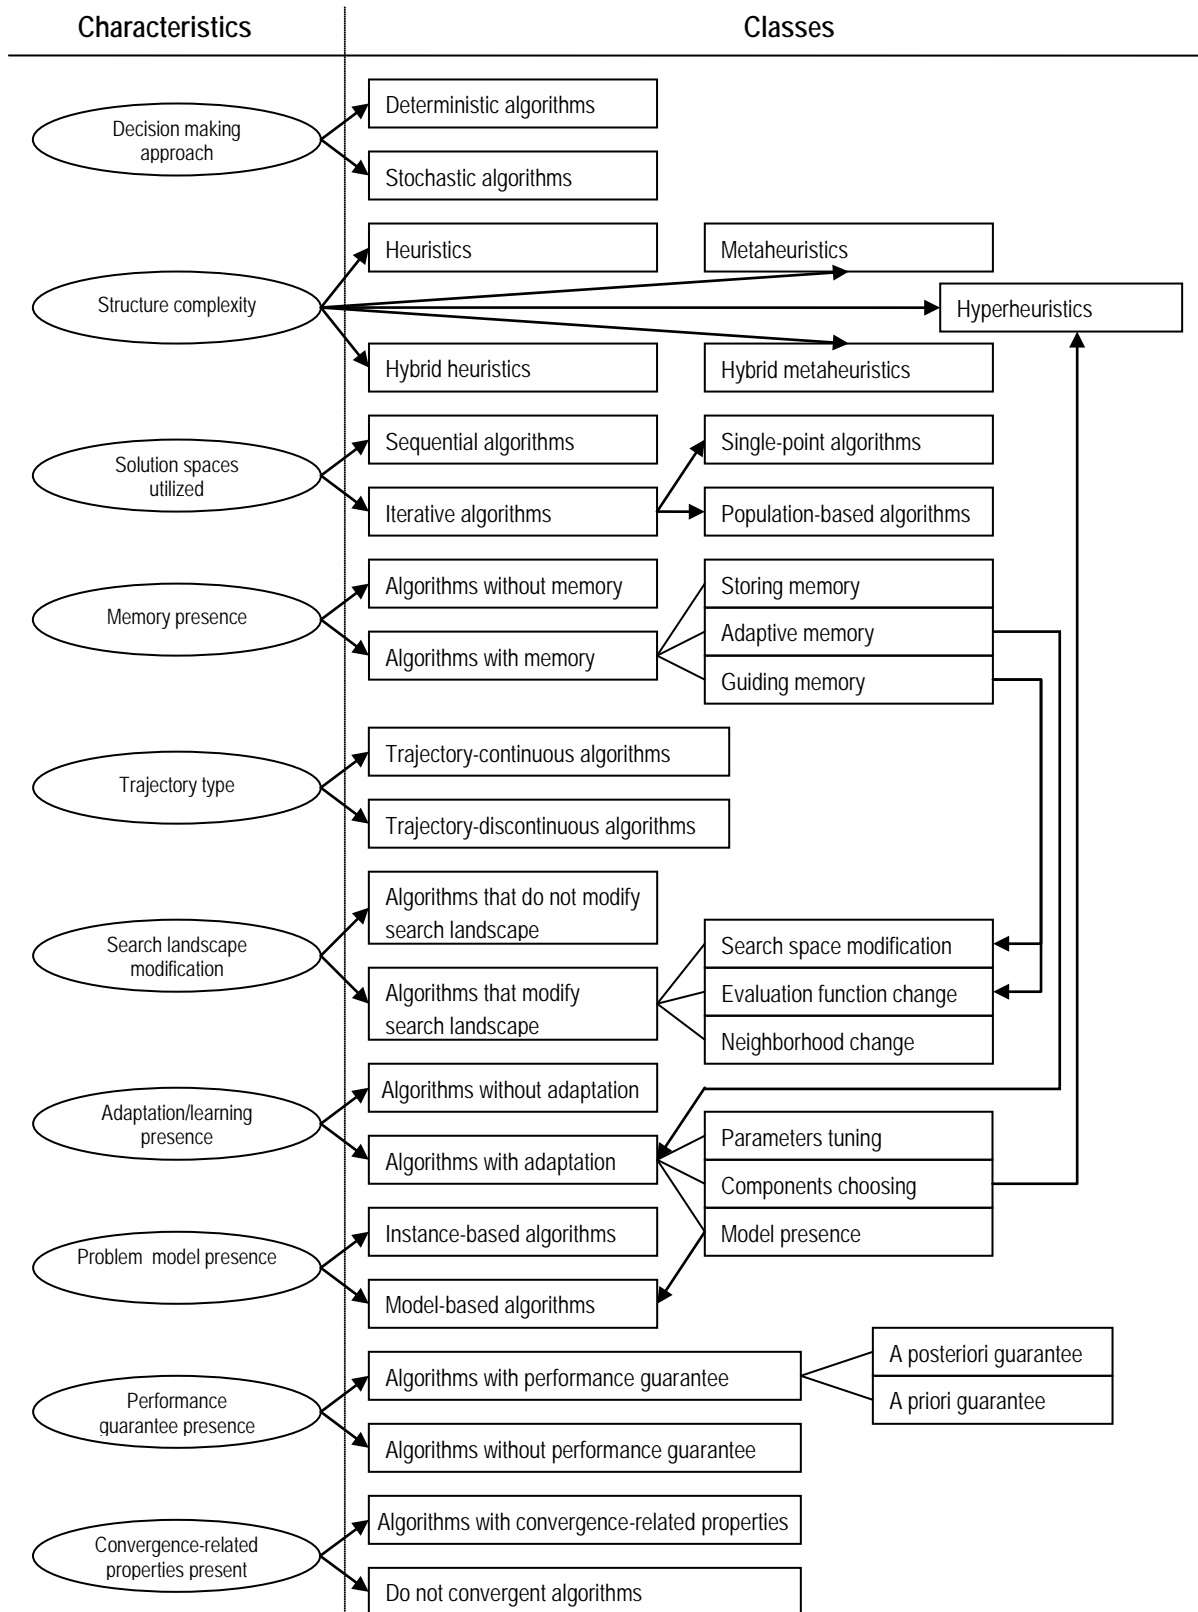 Characteristics
Classes
Decision making
approach
Deterministic algorithms
Stochastic algorithms
Structure complexity
Heuristics
Metaheuristics
Hyperheuristics
Hybrid heuristics
Hybrid metaheuristics
Solution spaces
utilized
Sequential algorithms
Single-point algorithms
Iterative algorithms
Population-based algorithms
Memory presence
Algorithms without memory
Algorithms with memory
Storing memory
Adaptive memory
Guiding memory
Trajectory type
Trajectory-continuous algorithms
Trajectory-discontinuous algorithms
Search landscape
modification
Algorithms that do not modify
search landscape
Algorithms that modify
search landscape
Search space modification
Evaluation function change
Neighborhood change
Adaptation/learning
presence
Algorithms without adaptation
Algorithms with adaptation
Parameters tuning
Components choosing
Model presence
Problem  model presence
Instance-based algorithms
Model-based algorithms
Performance
guarantee presence
Algorithms with performance guarantee
A posteriori guarantee
A priori guarantee
Algorithms without performance guarantee
Convergence-related
properties present
Algorithms with convergence-related properties
Do not convergent algorithms